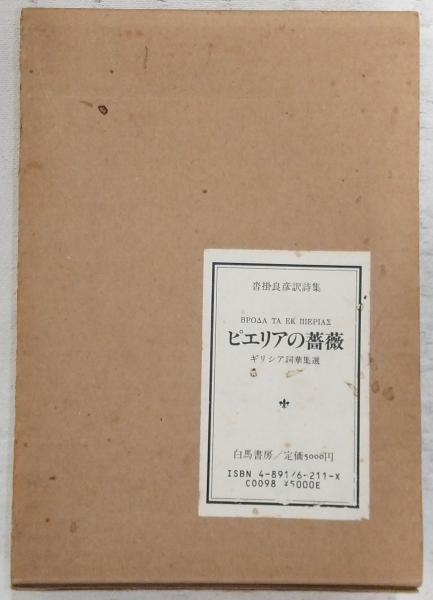 沓掛良彦訳詩集
ΒΡΟΔΑ ΤΑ ΕΚ ΠΙΕΡΙΑΣ
ピエリアの薔薇
ギリシア詞華集選
白馬書房／定価5000円
ISBN 4-891/6-211-X
C0098 ¥5000E